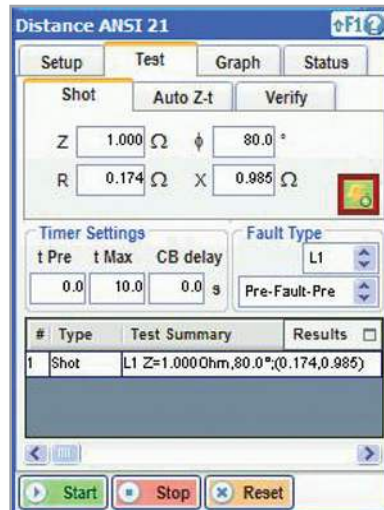 Distance ANSI 21 F1
Setup Test Graph Status
Shot Auto Z-t Verify
Z 1.000 Ω ϕ 80.0 °
R 0.174 Ω X 0.985 Ω
Timer Settings Fault Type
t Pre t Max CB delay L1
0.0 10.0 0.0 s Pre-Fault-Pre
# Type Test Summary Results
1 Shot L1 Z=1.000Ohm,80.0°;(0.174,0.985)
Start Stop Reset